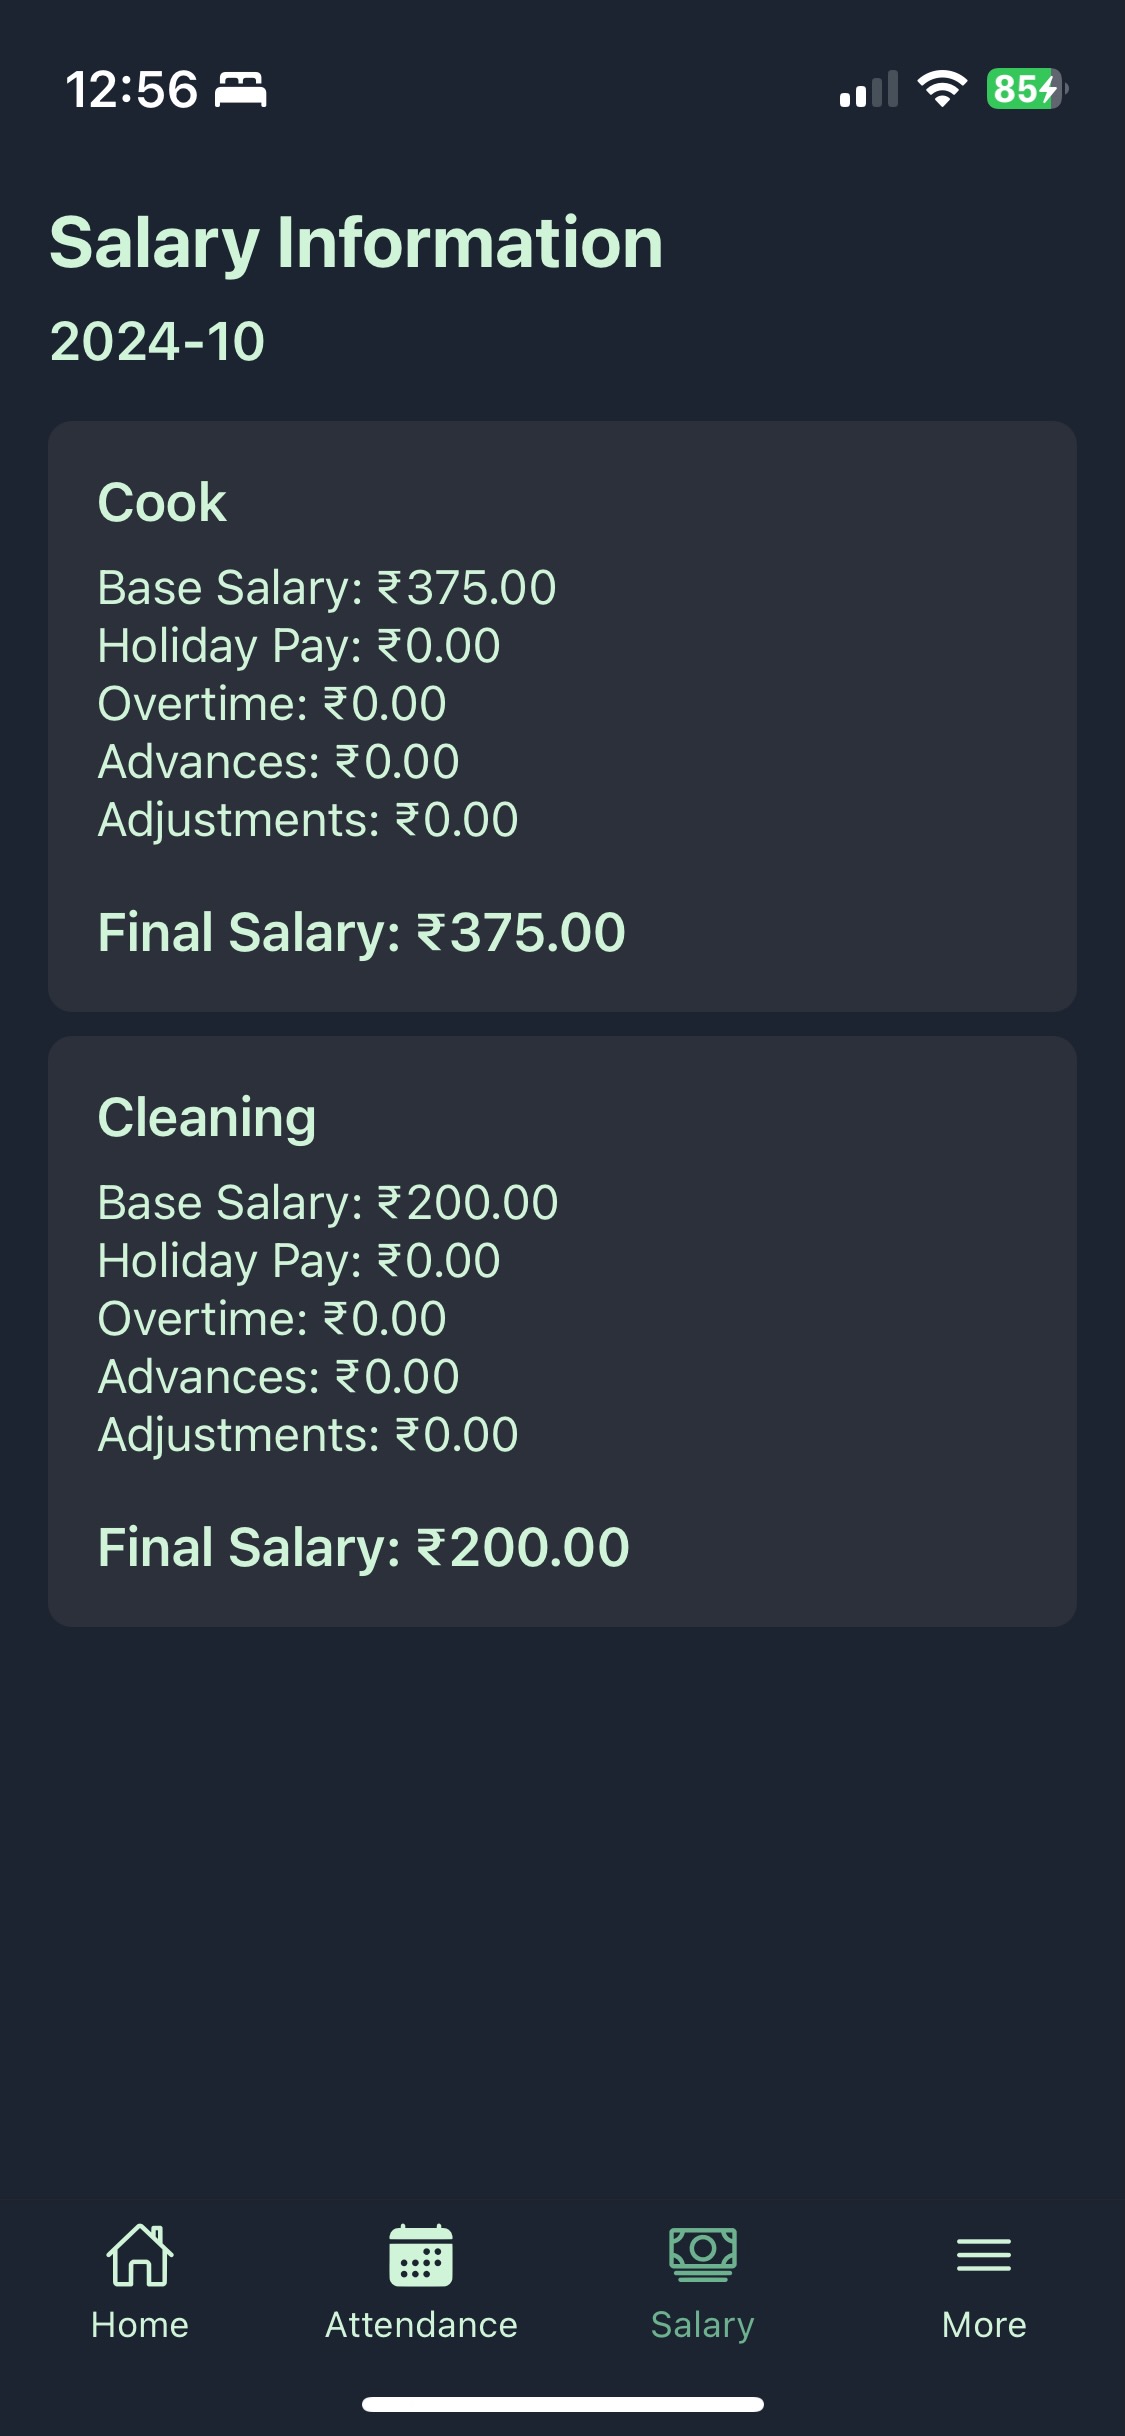 12:56
85
Salary Information
2024-10
Cook
Base Salary: ₹375.00
Holiday Pay: ₹0.00
Overtime: ₹0.00
Advances: ₹0.00
Adjustments: ₹0.00
Final Salary: ₹375.00
Cleaning
Base Salary: ₹200.00
Holiday Pay: ₹0.00
Overtime: ₹0.00
Advances: ₹0.00
Adjustments: ₹0.00
Final Salary: ₹200.00
Home Attendance Salary More